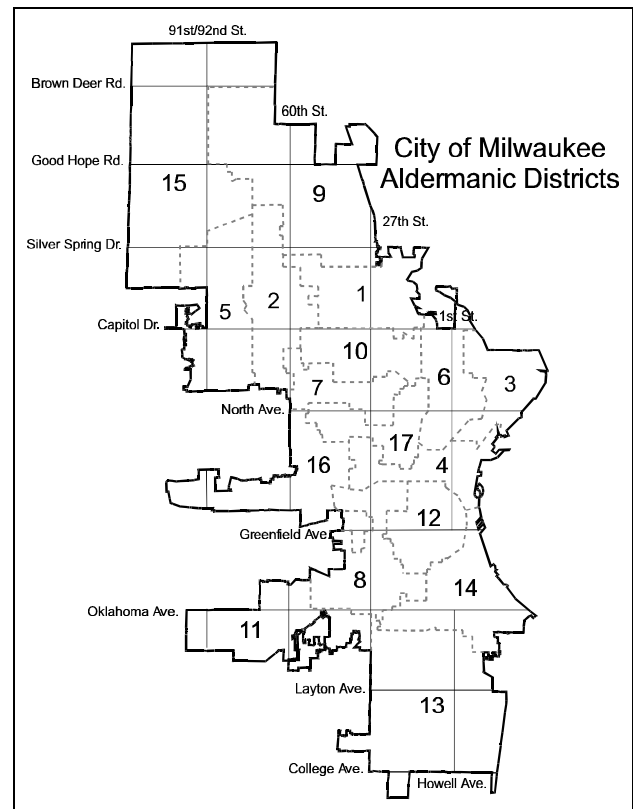 91st/92nd St.
Brown Deer Rd.
60th St.
City of Milwaukee
Aldermanic Districts
Good Hope Rd.
15
9
27th St.
Silver Spring Dr.
1
2
5
1st St.
Capitol Dr.
10
6
3
7
North Ave.
17
16
4
12
Greenfield Ave.
8
14
Oklahoma Ave.
11
Layton Ave.
13
College Ave.
Howell Ave.